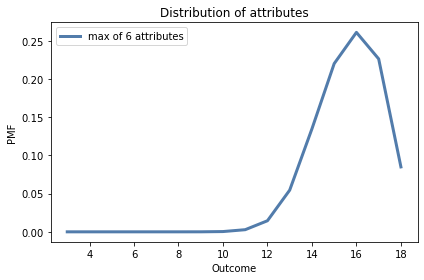 Distribution of attributes
max of 6 attributes
PMF
0.25
0.20
0.15
0.10
0.05
0.00
4 6 8 10 12 14 16 18
Outcome